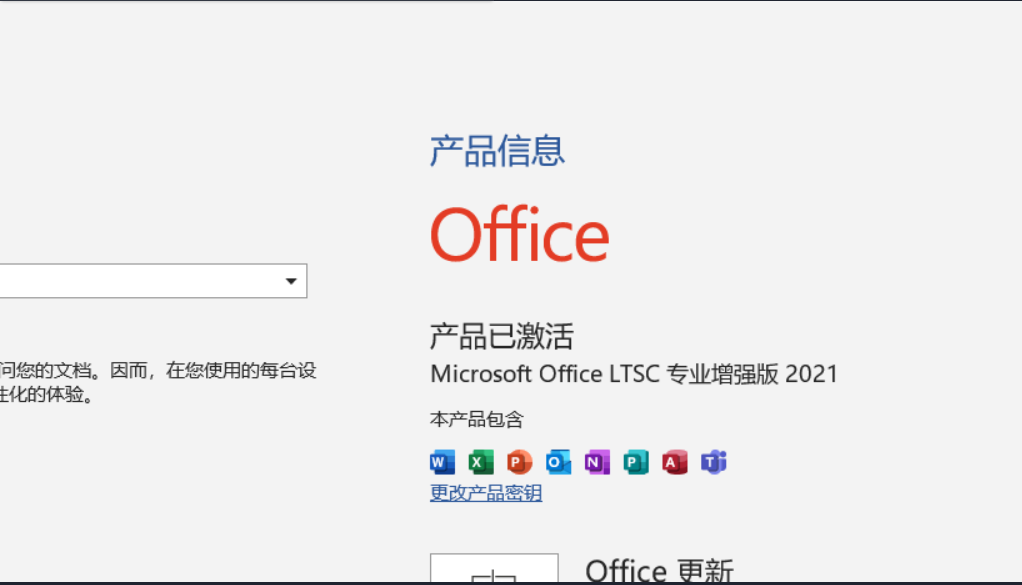 产品信息
Office
问您的文档。因而，在您使用的每台设
性化的体验。
产品已激活
Microsoft Office LTSC 专业增强版 2021
本产品包含
W X P O N P A T
更改产品密钥
Office 更新